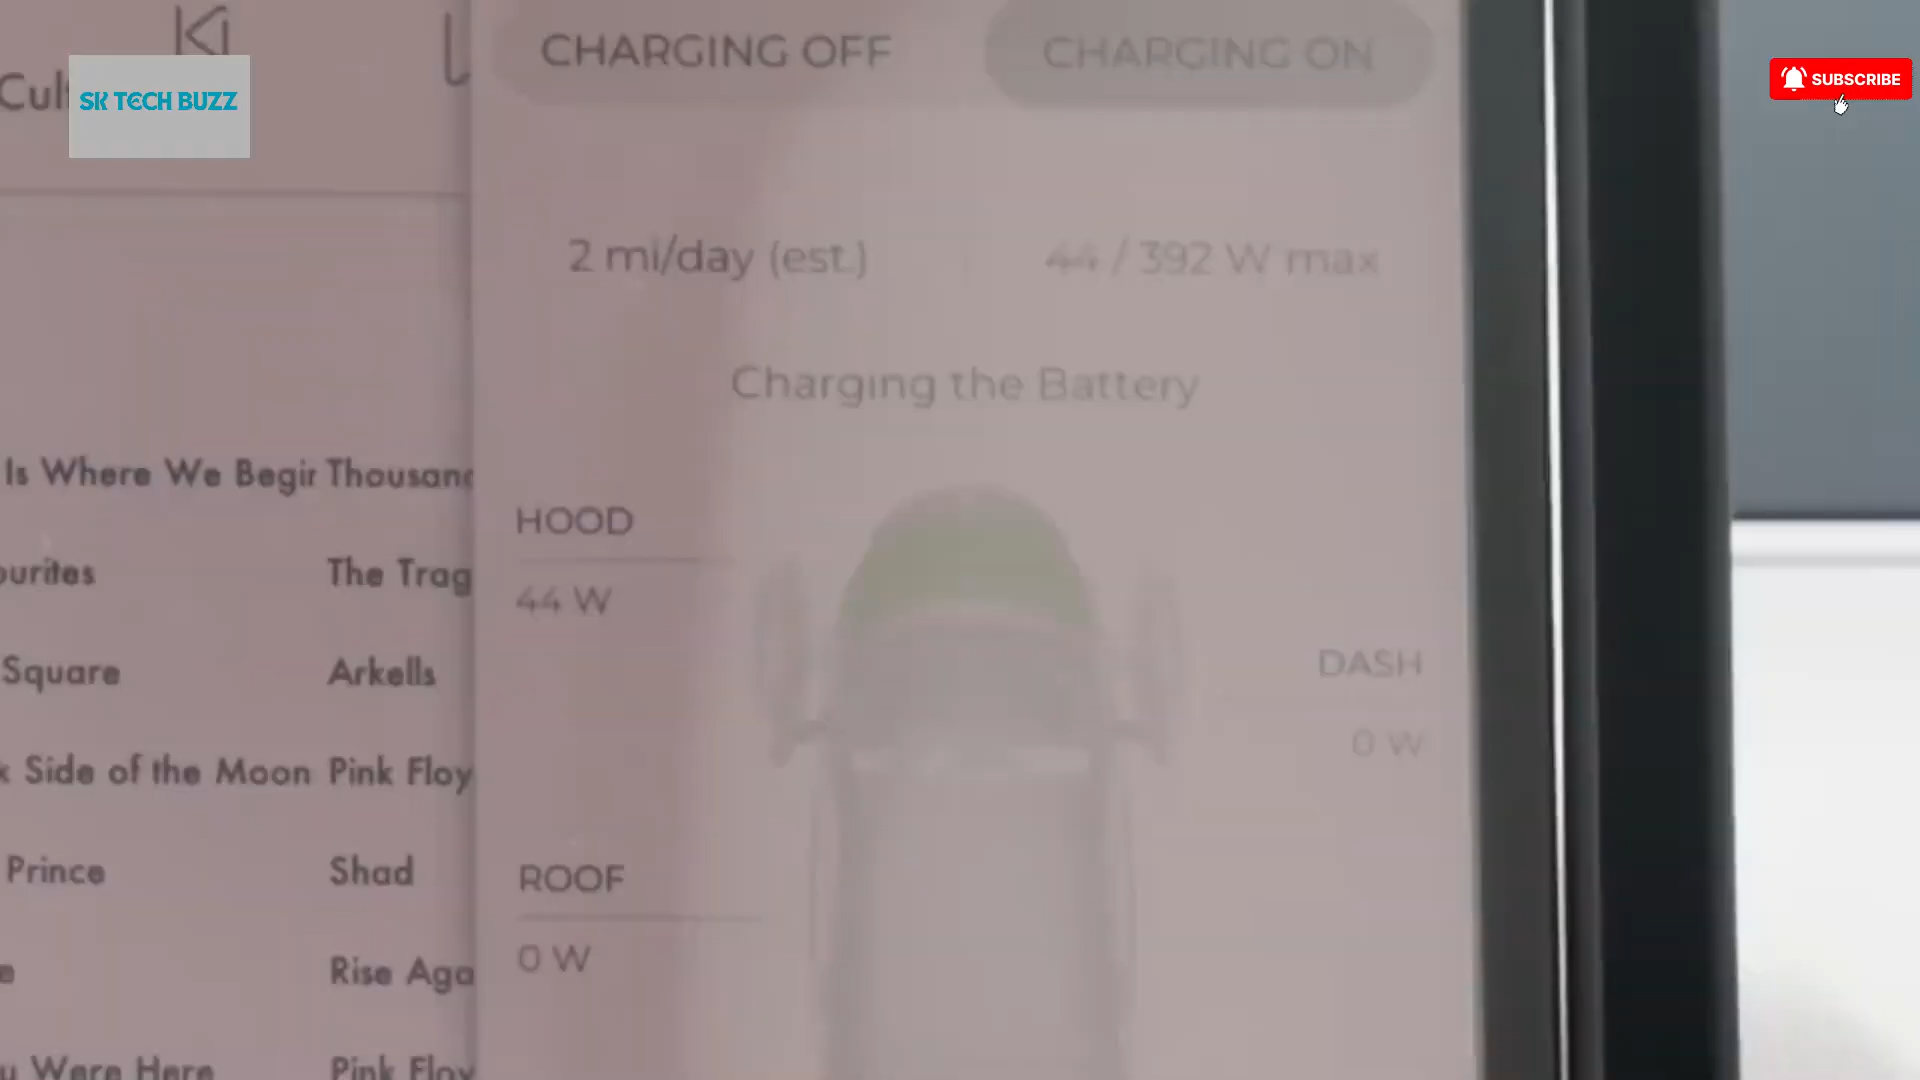 CHARGING OFF
CHARGING ON
SK TECH BUZZ
SUBSCRIBE
2 mi/day (est.)
44 / 392 W max
Charging the Battery
Is Where We Begin
Thousand
HOOD
44 W
ourites
The Trag
DASH
0 W
Square
Arkells
Side of the Moon
Pink Floy
Prince
Shad
ROOF
0 W
Rise Aga
Were Here
Pink Floy